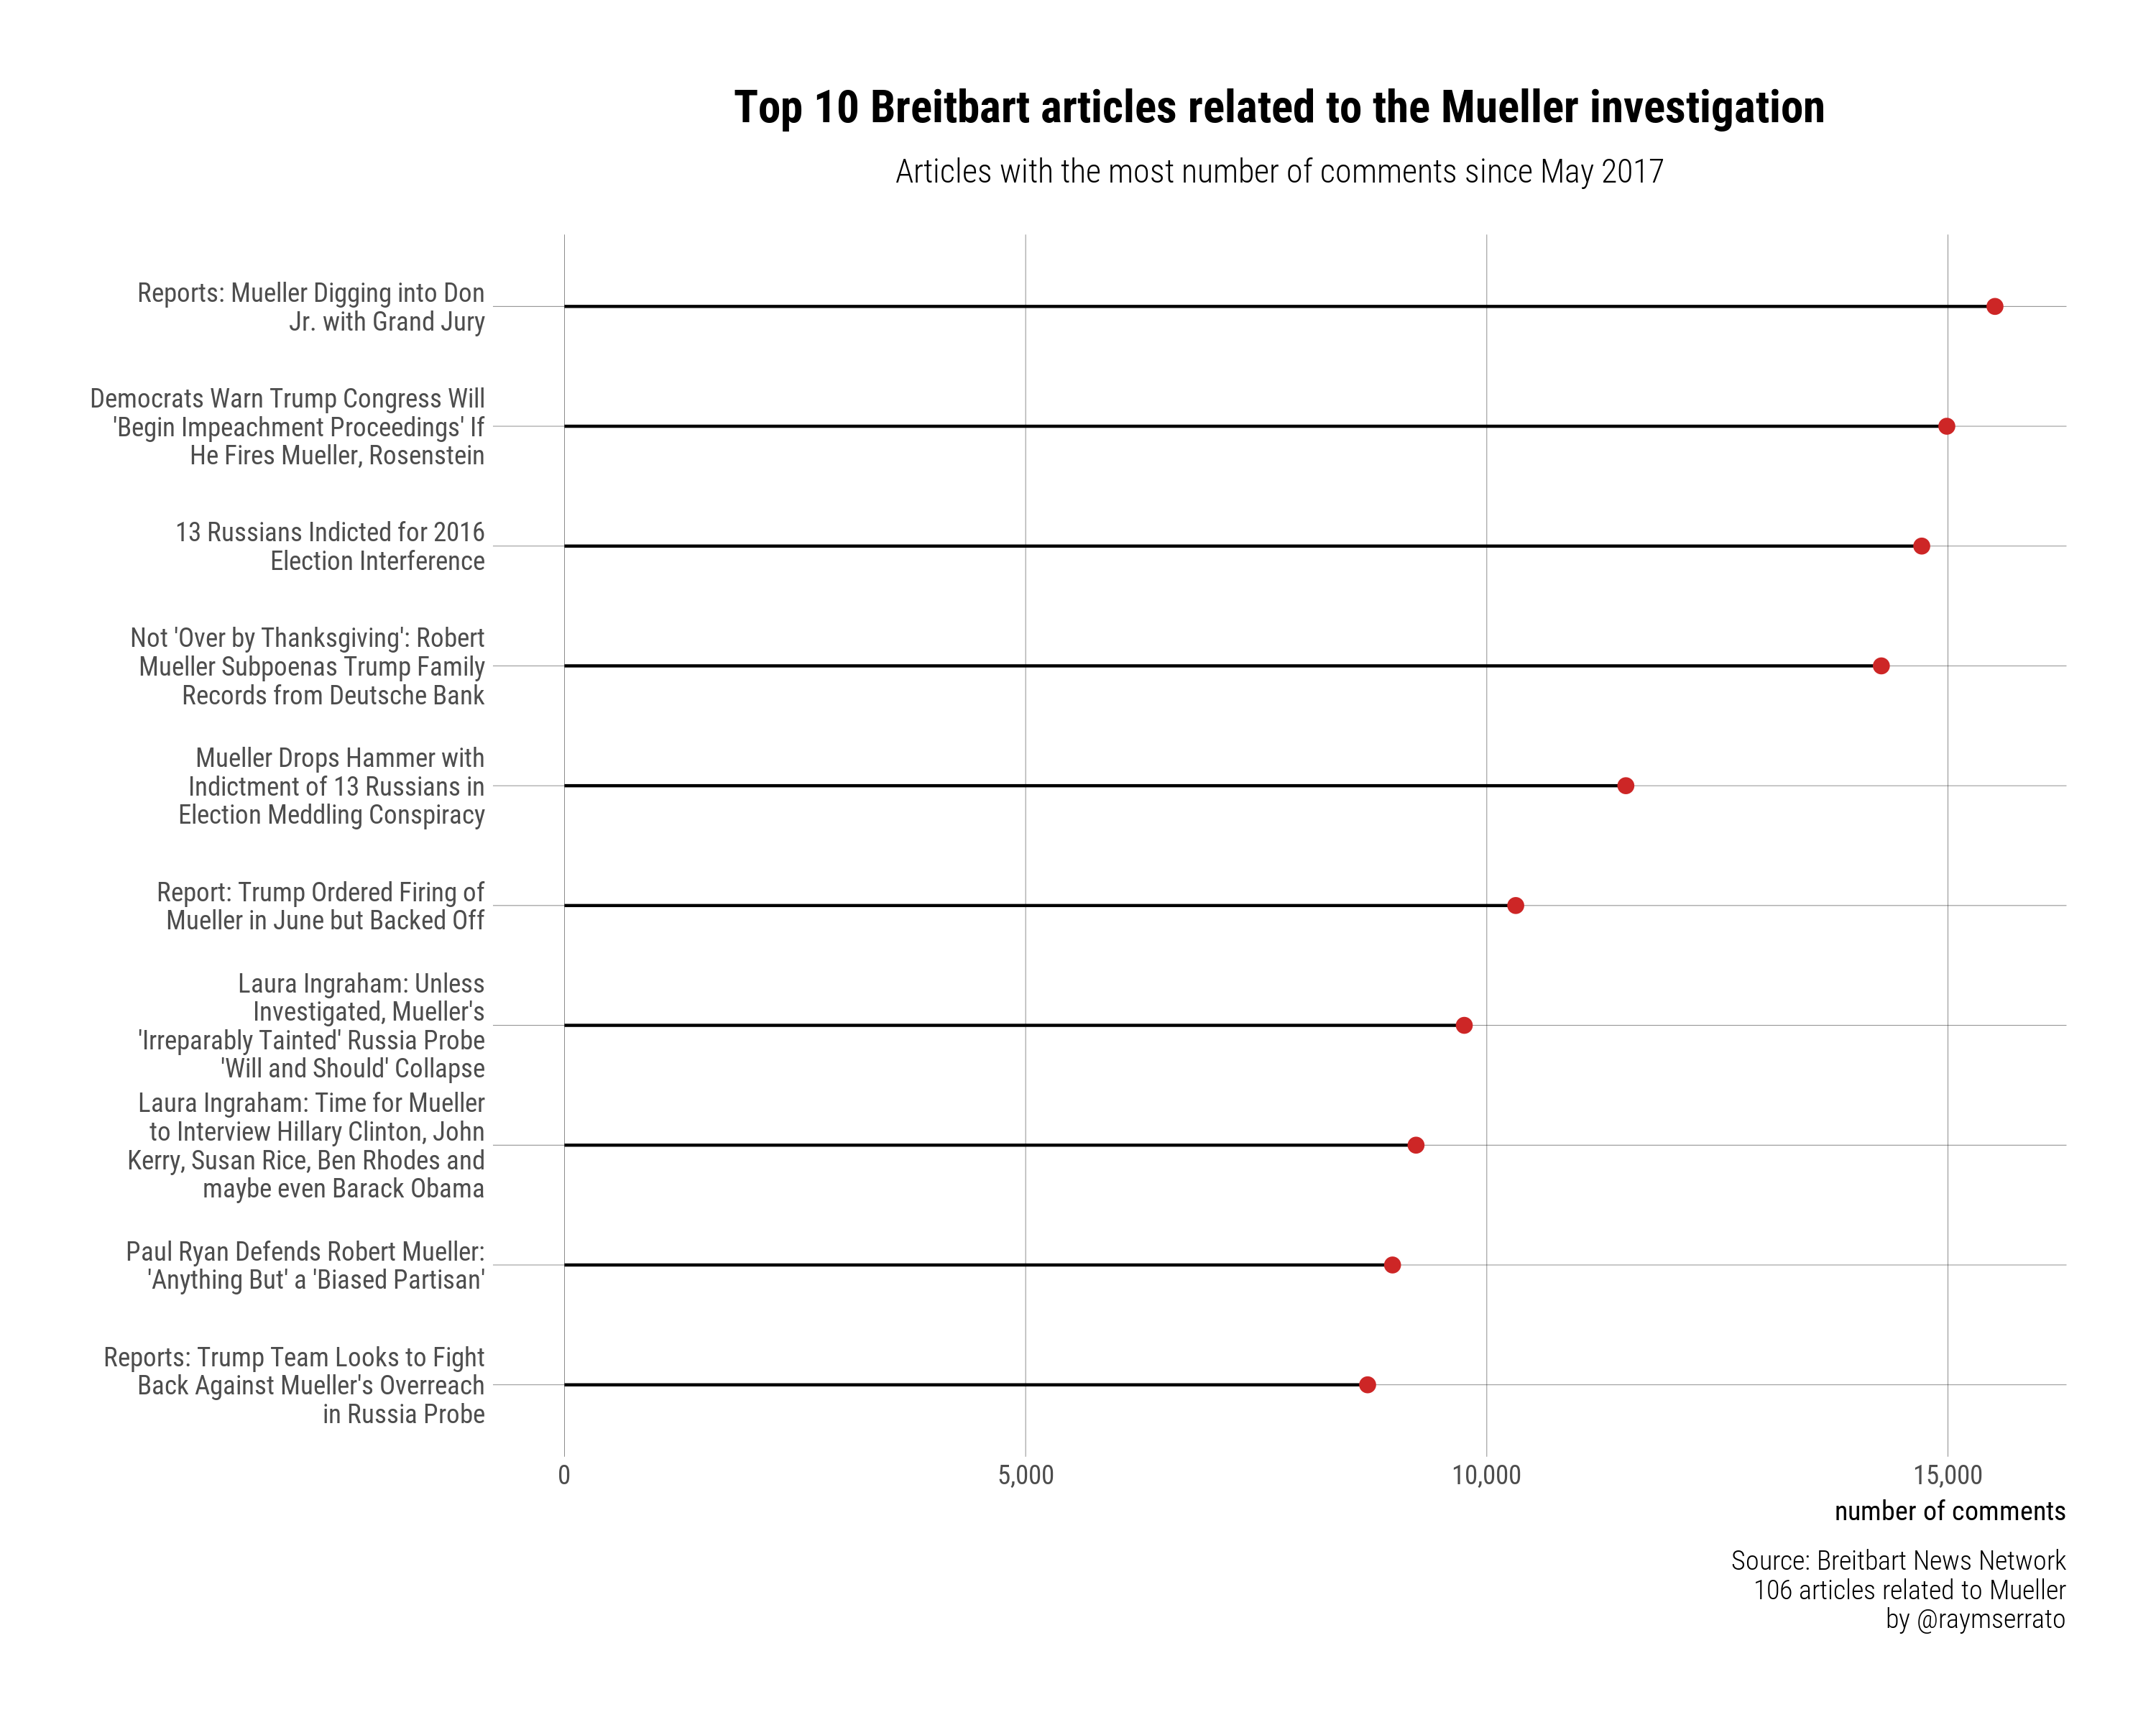 Top 10 Breitbart articles related to the Mueller investigation
Articles with the most number of comments since May 2017
Reports: Mueller Digging into Don
Jr. with Grand Jury
Democrats Warn Trump Congress Will
'Begin Impeachment Proceedings' If
He Fires Mueller, Rosenstein
13 Russians Indicted for 2016
Election Interference
Not 'Over by Thanksgiving': Robert
Mueller Subpoenas Trump Family
Records from Deutsche Bank
Mueller Drops Hammer with
Indictment of 13 Russians in
Election Meddling Conspiracy
Report: Trump Ordered Firing of
Mueller in June but Backed Off
Laura Ingraham: Unless
Investigated, Mueller's
'Irreparably Tainted' Russia Probe
'Will and Should' Collapse
Laura Ingraham: Time for Mueller
to Interview Hillary Clinton, John
Kerry, Susan Rice, Ben Rhodes and
maybe even Barack Obama
Paul Ryan Defends Robert Mueller:
'Anything But' a 'Biased Partisan'
Reports: Trump Team Looks to Fight
Back Against Mueller's Overreach
in Russia Probe
0 5,000 10,000 15,000
number of comments
Source: Breitbart News Network
106 articles related to Mueller
by @raymserrato